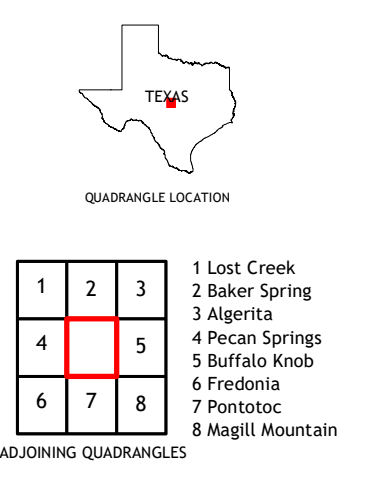 TEXAS
QUADRANGLE LOCATION
1 2 3
4 5
6 7 8
1 Lost Creek
2 Baker Spring
3 Algerita
4 Pecan Springs
5 Buffalo Knob
6 Fredonia
7 Pontotoc
8 Magill Mountain
ADJOINING QUADRANGLES